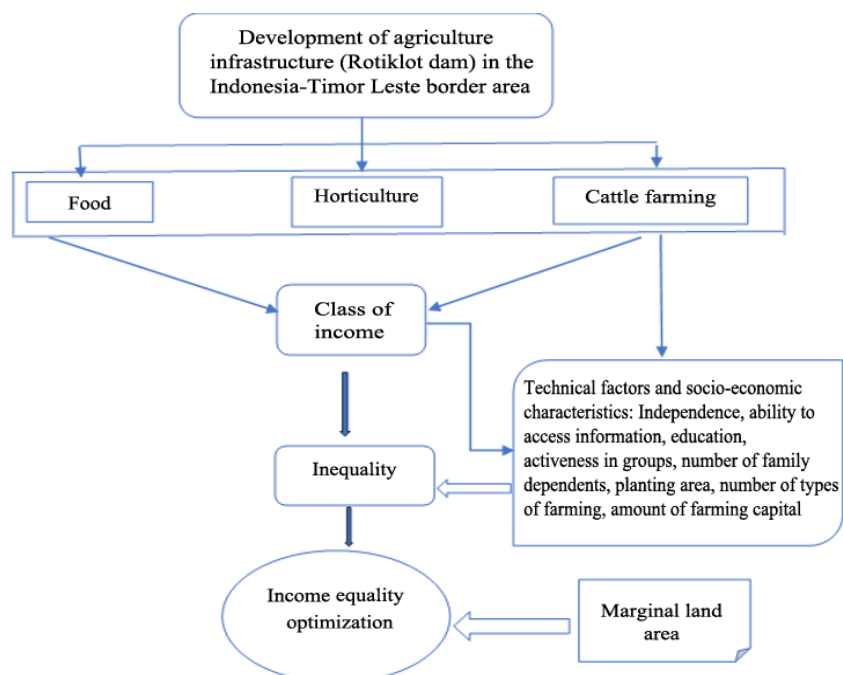 Development of agriculture
infrastructure (Rotiklot dam) in the
Indonesia-Timor Leste border area
Food
Horticulture
Cattle farming
Class of
income
Technical factors and socio-economic
characteristics: Independence, ability to
access information, education,
activeness in groups, number of family
dependents, planting area, number of types
of farming, amount of farming capital
Inequality
Income equality
optimization
Marginal land
area